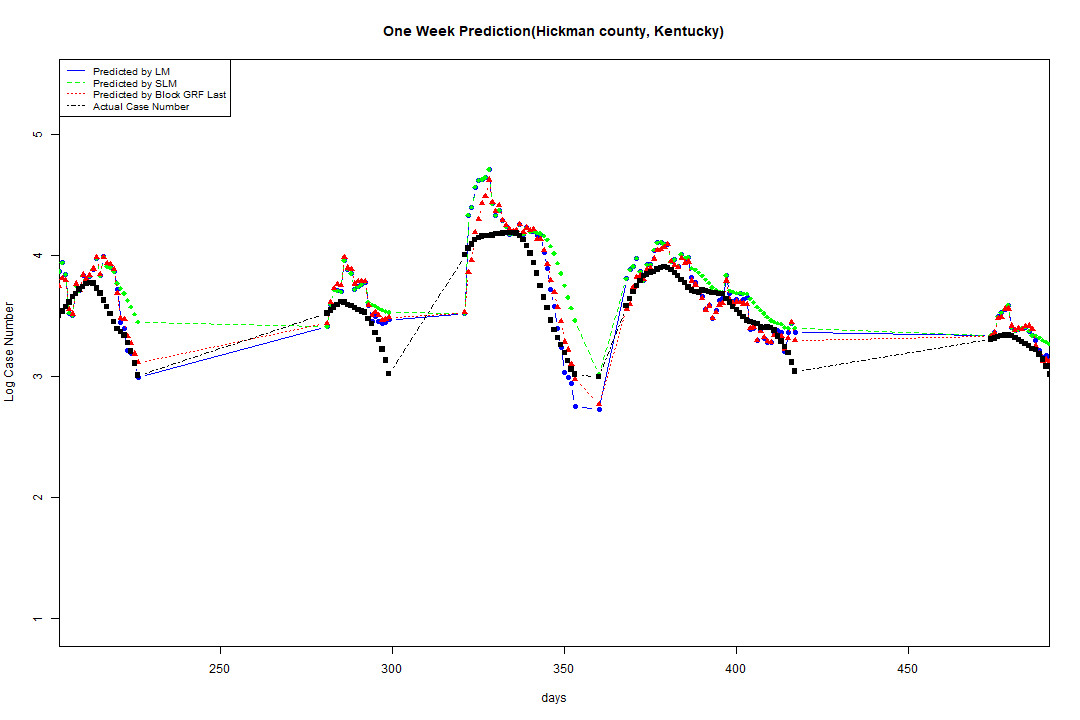 One Week Prediction(Hickman county, Kentucky)
Predicted by LM
Predicted by SLM
Predicted by Block GRF Last
Actual Case Number
5
4
3
2
1
Log Case Number
250 300 350 400 450
days